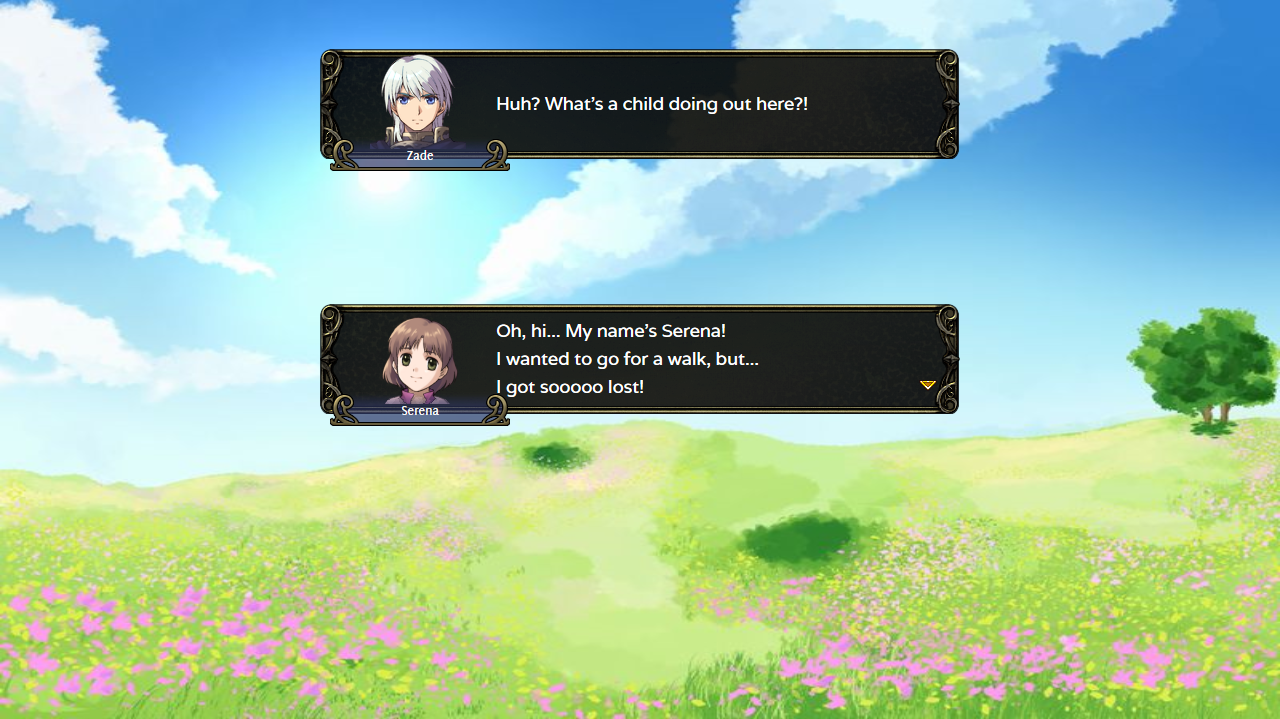 Huh? What's a child doing out here?!
Zade
Oh, hi... My name's Serena!
I wanted to go for a walk, but...
I got sooooo lost!
Serena